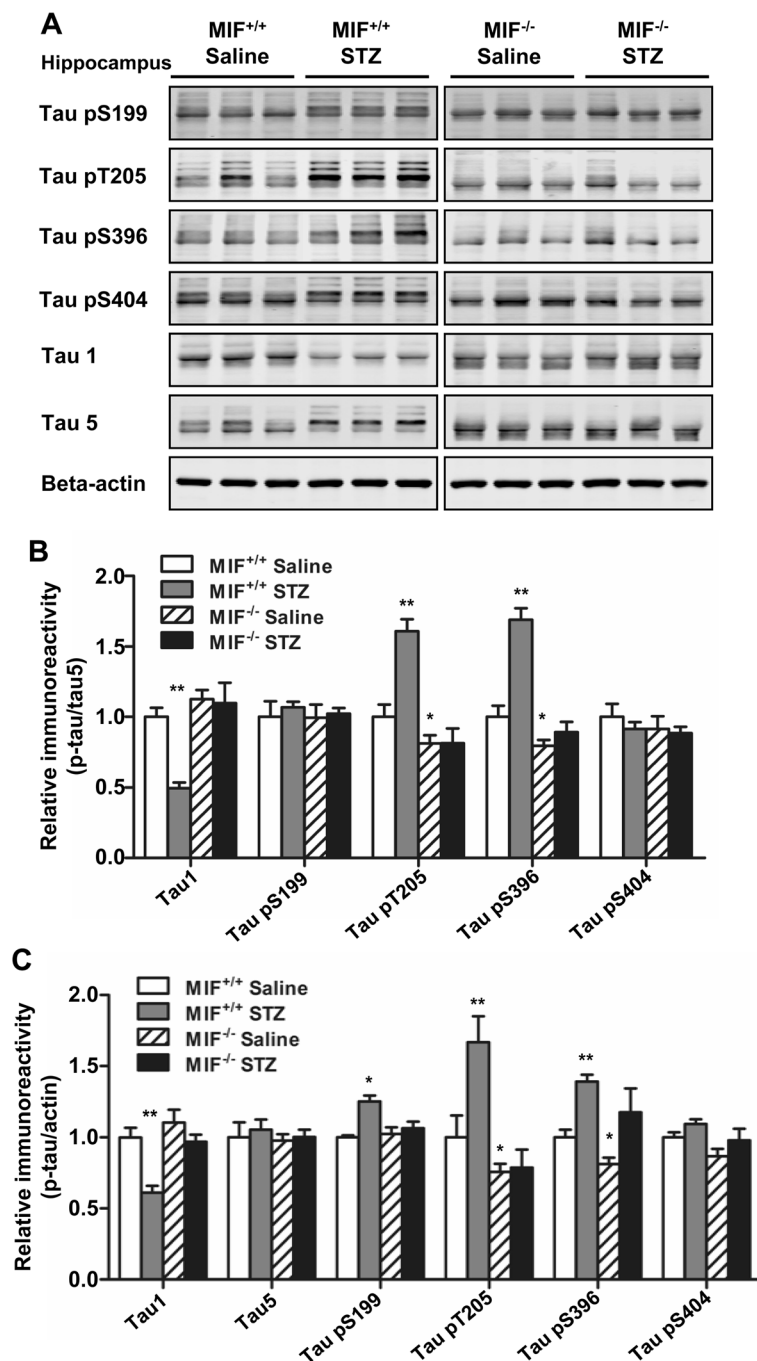 A
MIF+/+ Saline
MIF+/+ STZ
MIF-/- Saline
MIF-/- STZ
Hippocampus
Tau pS199
Tau pT205
Tau pS396
Tau pS404
Tau 1
Tau 5
Beta-actin
B
MIF+/+ Saline
MIF+/+ STZ
MIF-/- Saline
MIF-/- STZ
Relative immunoreactivity
(p-tau/tau5)
2.0
1.5
1.0
0.5
0.0
**
**
*
**
*
Tau1
Tau pS199
Tau pT205
Tau pS396
Tau pS404
C
MIF+/+ Saline
MIF+/+ STZ
MIF-/- Saline
MIF-/- STZ
Relative immunoreactivity
(p-tau/actin)
2.0
1.5
1.0
0.5
0.0
**
*
**
*
**
*
Tau1
Tau5
Tau pS199
Tau pT205
Tau pS396
Tau pS404